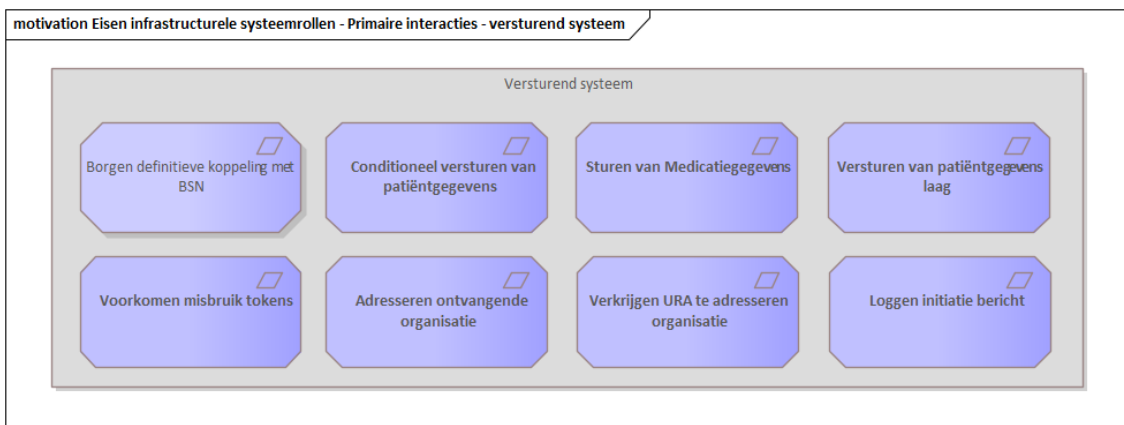 motivation Eisen infrastructurele systeemrollen - Primaire interacties - versturend systeem
Versturend systeem
Borgen definitieve koppeling met
BSN
Conditioneel versturen van
patiëntgegevens
Sturen van Medicatiegegevens
Versturen van patiëntgegevens
laag
Voorkomen misbruik tokens
Adresseren ontvangende
organisatie
Verkrijgen URA te adresseren
organisatie
Loggen initiatie bericht